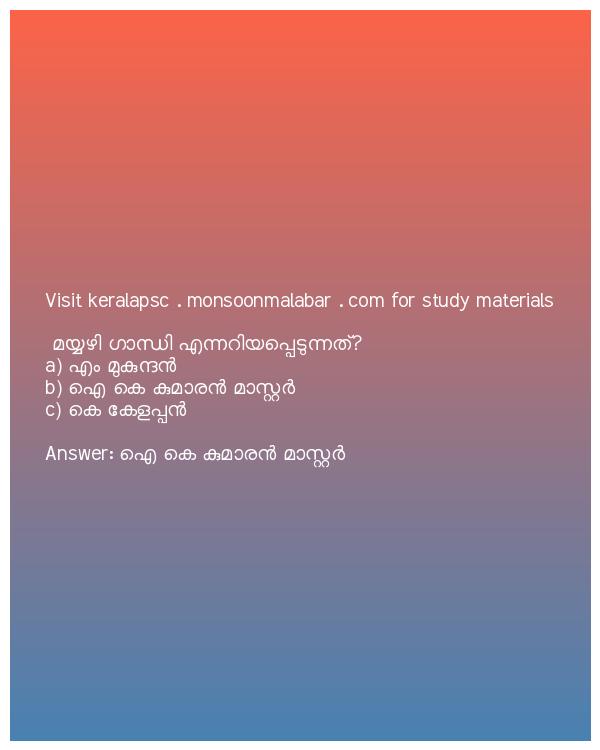 Visit keralapsc . monsoonmalabar . com for study materials
മയ്യഴി ഗാന്ധി എന്നറിയപ്പെടുന്നത്?
a) എം മുകുന്ദൻ
b) ഐ കെ കുമാരൻ മാസ്റ്റർ
c) കെ കേളപ്പൻ
Answer: ഐ കെ കുമാരൻ മാസ്റ്റർ